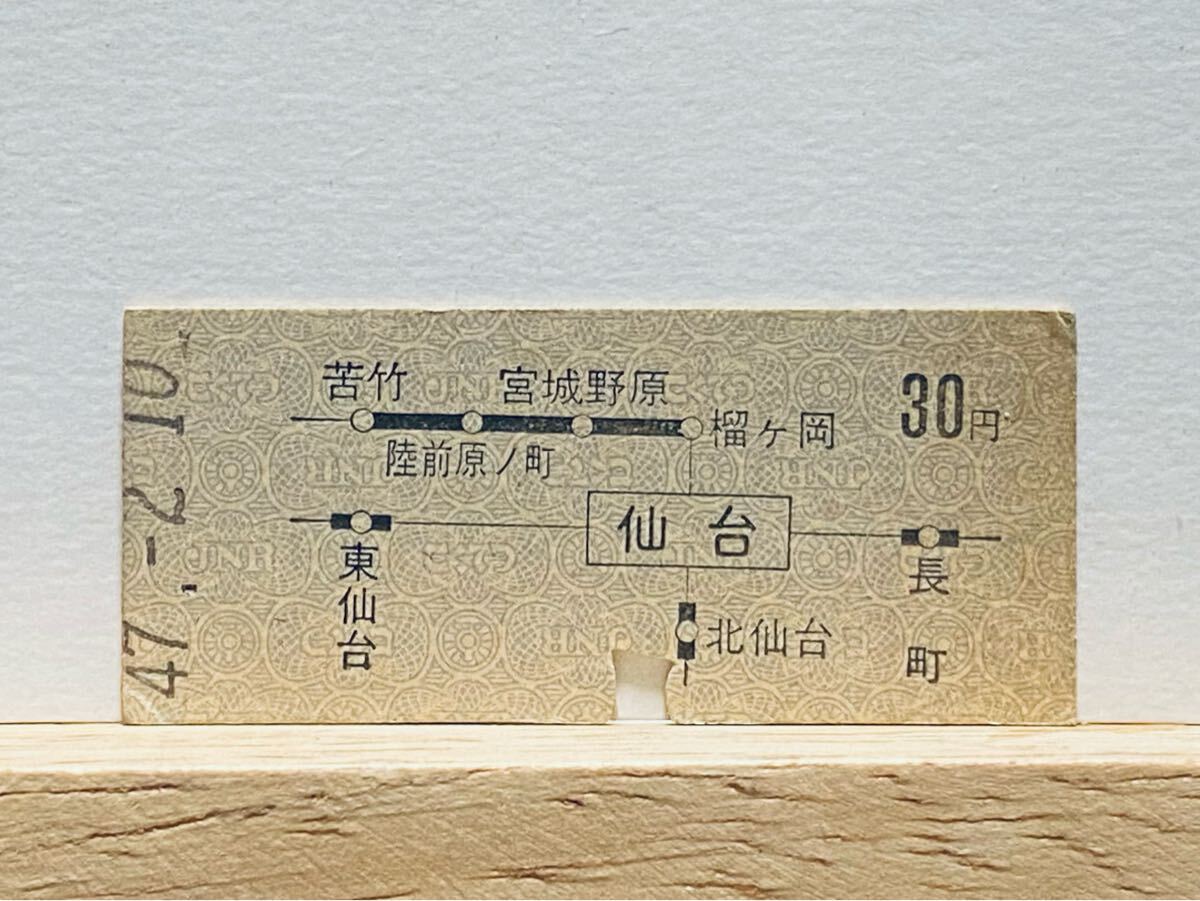 47.-2.10
苦竹
宮城野原
榴ヶ岡
30円
陸前原ノ町
仙台
東仙台
長町
北仙台